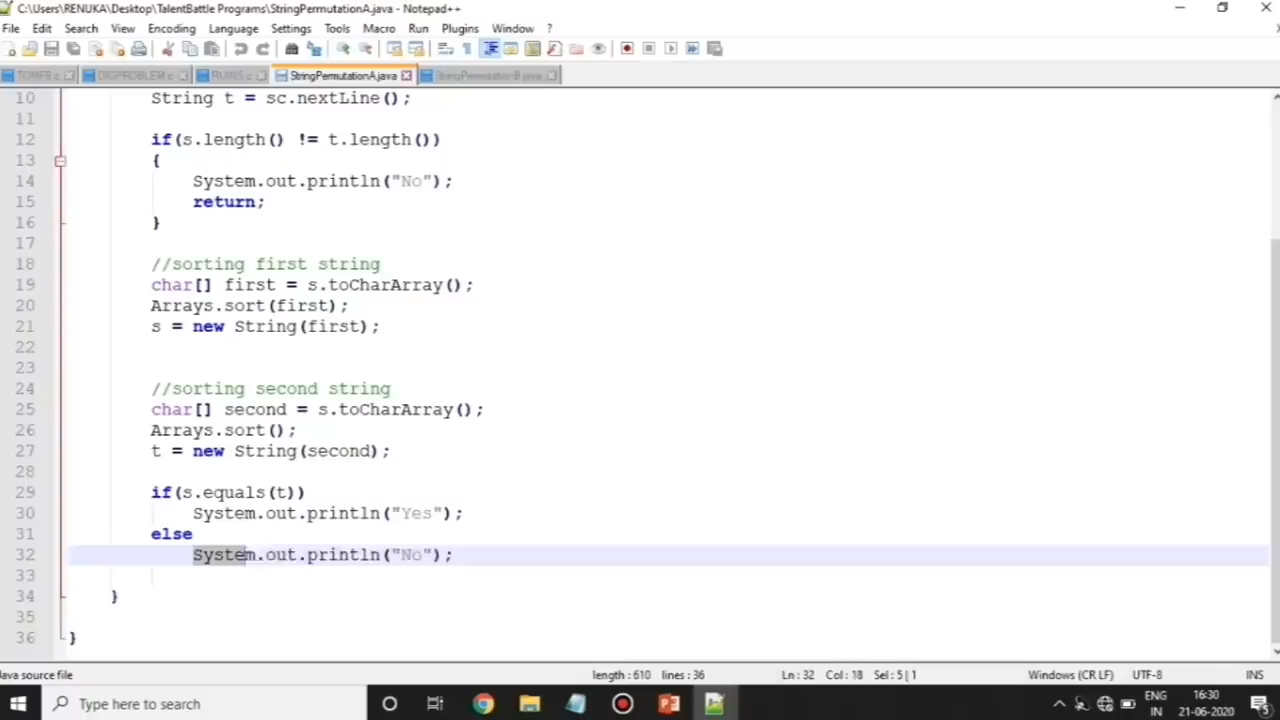 C:\Users\RENUKA\Desktop\TalentBattle Programs\StringPermutationA.java - Notepad++
File Edit Search View Encoding Language Settings Tools Macro Run Plugins Window ?
DIGPROBLEM.c RUINS.c StringPermutationA.java StringPermutationB.java
10 String t = sc.nextLine();
11
12 if(s.length() != t.length())
13 {
14 System.out.println("No");
15 return;
16 }
17
18 //sorting first string
19 char[] first = s.toCharArray();
20 Arrays.sort(first);
21 s = new String(first);
22
23
24 //sorting second string
25 char[] second = s.toCharArray();
26 Arrays.sort();
27 t = new String(second);
28
29 if(s.equals(t))
30 System.out.println("Yes");
31 else
32 System.out.println("No");
33
34 }
35
36 }
Java source file length : 610 lines : 36 Ln : 32 Col : 18 Sel : 5 | 1 Windows (CR LF) UTF-8 INS
Type here to search
ENG
IN
16:30
21-06-2020
5